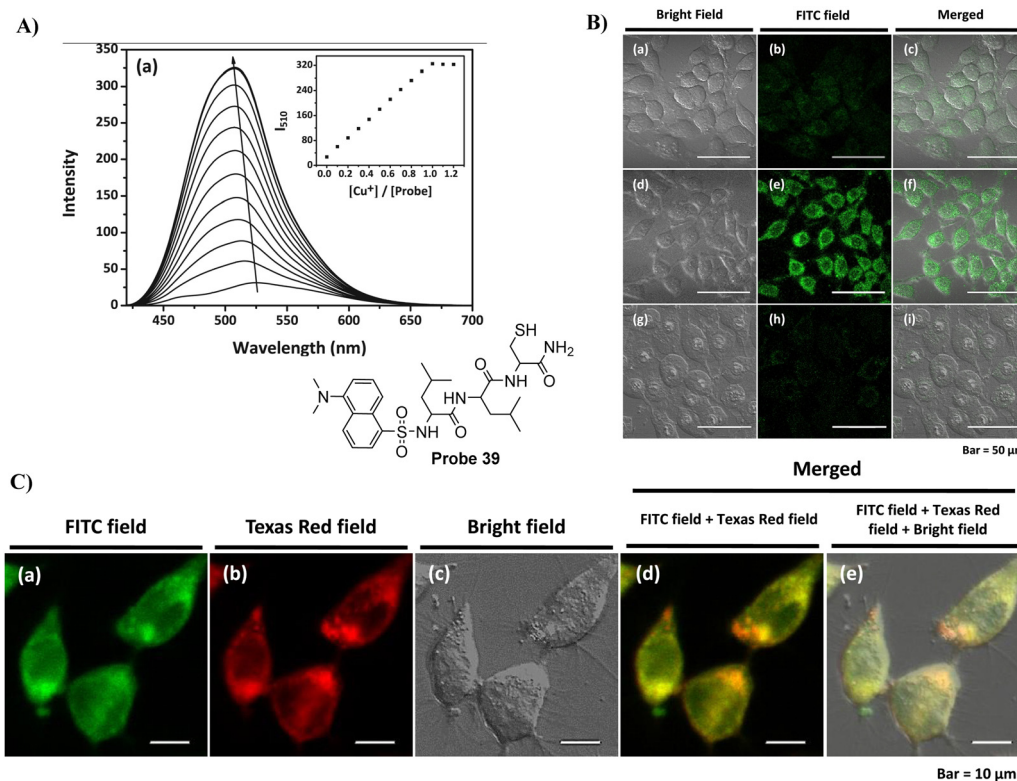 A)
(a)
Intensity
350
300
250
200
150
100
50
0
425 450 500 550 600 650 700
Wavelength (nm)
I510
320
240
160
80
0
0.0 0.2 0.4 0.6 0.8 1.0 1.2
[Cu⁺] / [Probe]
SH
NH2
O
H
N
O
HN
O
N
O
S
O
NH
Probe 39
B)
Bright Field FITC field Merged
(a) (b) (c)
(d) (e) (f)
(g) (h) (i)
Bar = 50 μm
C)
Merged
FITC field Texas Red field Bright field FITC field + Texas Red field FITC field + Texas Red
field + Bright field
(a) (b) (c) (d) (e)
Bar = 10 μm